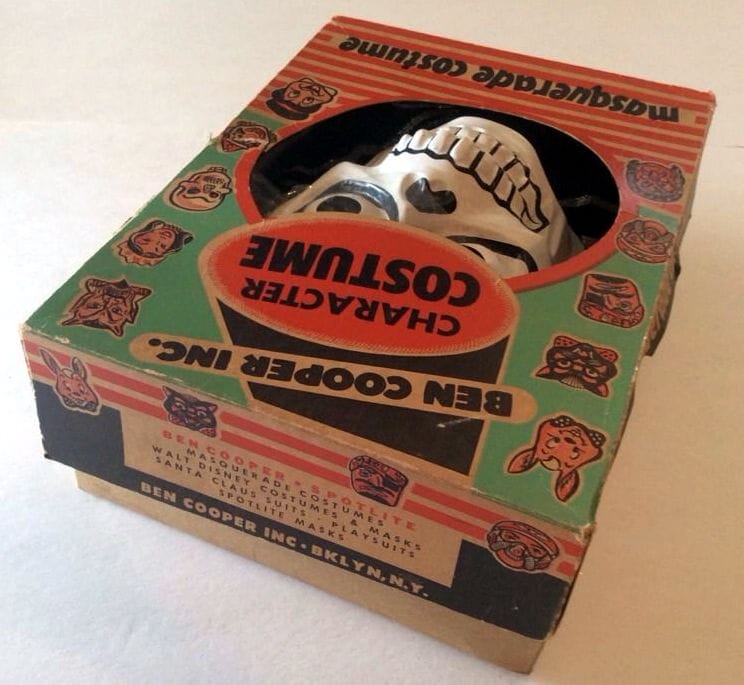 masquerade costume
CHARACTER
COSTUME
BEN COOPER INC.
BEN COOPER • SPOTLITE
MASQUERADE COSTUMES
WALT DISNEY COSTUMES & MASKS
SANTA CLAUS SUITS • PLAYSUITS
SPOTLITE MASKS
BEN COOPER INC • BKLYN, N.Y.